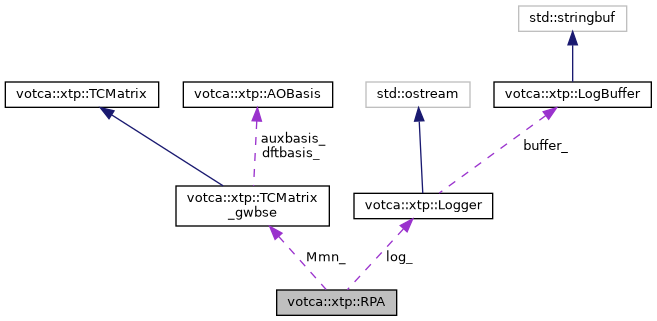 std::stringbuf
votca::xtp::TCMatrix
votca::xtp::AOBasis
std::ostream
votca::xtp::LogBuffer
auxbasis_
dftbasis_
buffer_
votca::xtp::TCMatrix
_gwbse
votca::xtp::Logger
Mmn_
log_
votca::xtp::RPA